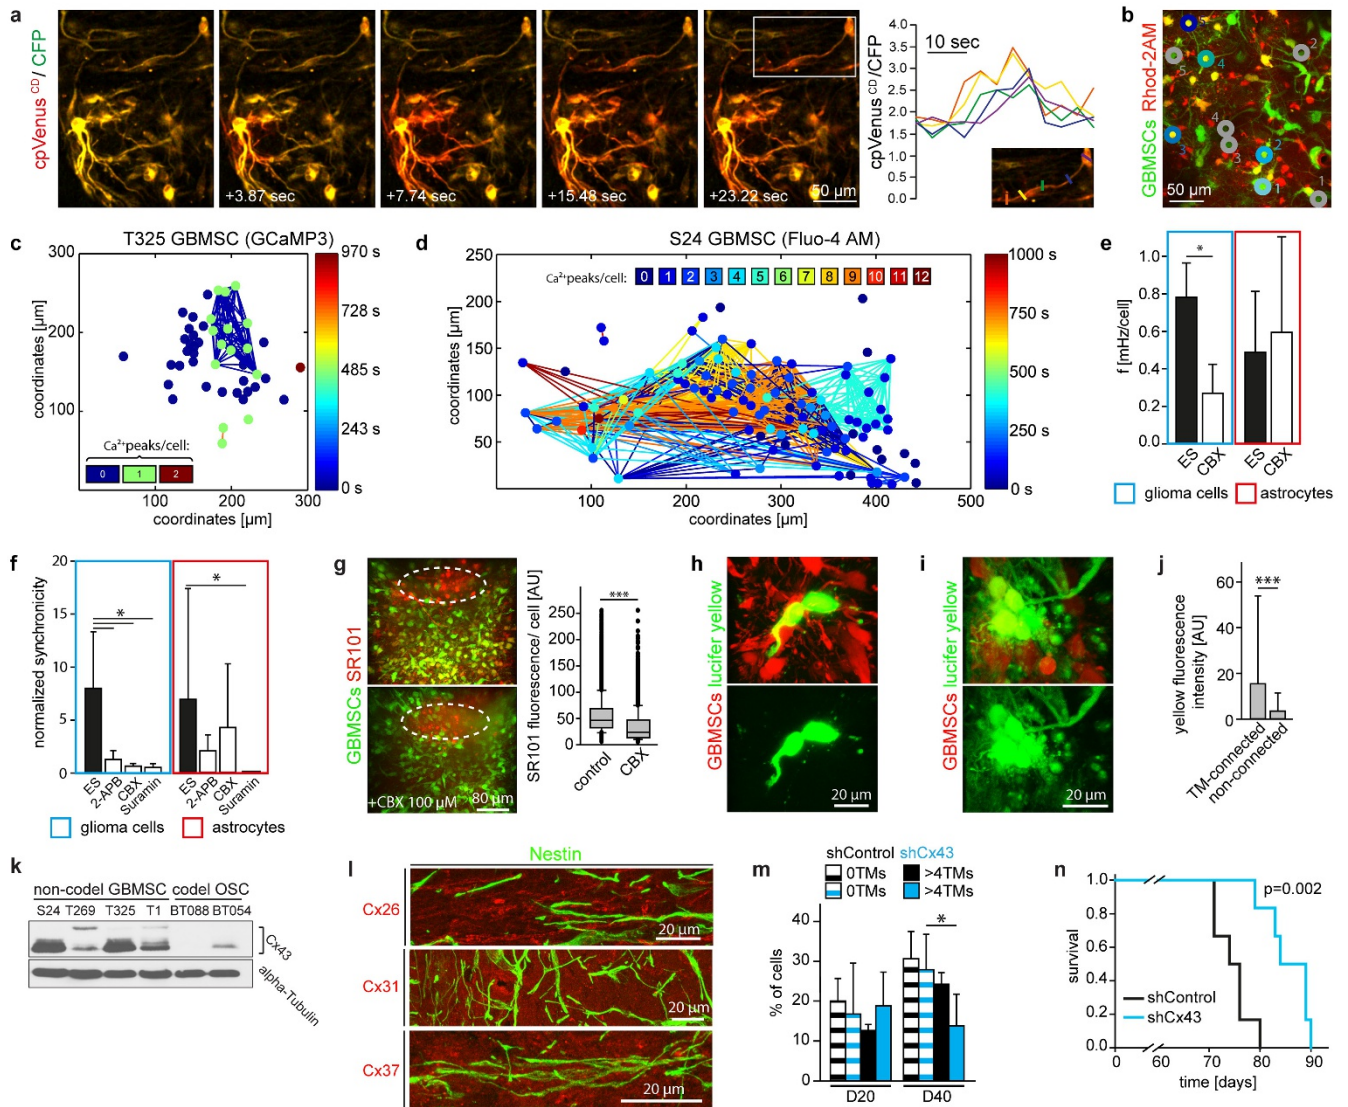 a
cpVenus CD / CFP
+3.87 sec
+7.74 sec
+15.48 sec
+23.22 sec
50 µm
cpVenus CD/CFP
4.0
3.5
3.0
2.5
2.0
1.5
1.0
0.5
0.0
10 sec
b
GBMSCs Rhod-2AM
5
4
2
5
4
3
3
2
1
1
50 µm
c
T325 GBMSC (GCaMP3)
coordinates [µm]
300
200
100
100
200
300
coordinates [µm]
Ca²⁺peaks/cell:
0
1
2
970 s
728 s
485 s
243 s
0 s
d
S24 GBMSC (Fluo-4 AM)
coordinates [µm]
250
200
150
100
50
Ca²⁺peaks/cell:
0 1 2 3 4 5 6 7 8 9 10 11 12
100
200
300
400
500
coordinates [µm]
1000 s
750 s
500 s
250 s
0 s
e
f [mHz/cell]
1.0
0.8
0.6
0.4
0.2
0.0
*
ES
CBX
ES
CBX
glioma cells
astrocytes
f
normalized synchronicity
20
15
10
5
0
*
*
ES
2-APB
CBX
Suramin
ES
2-APB
CBX
Suramin
glioma cells
astrocytes
g
GBMSCs SR101
+CBX 100 µM
80 µm
SR101 fluorescence/ cell [AU]
250
200
150
100
50
0
***
control
CBX
h
GBMSCs lucifer yellow
20 µm
i
GBMSCs lucifer yellow
20 µm
j
yellow fluorescence
intensity [AU]
60
40
20
0
***
TM-connected
non-connected
k
non-codel GBMSC codel OSC
S24 T269 T325 T1 BT088 BT054
Cx43
alpha-Tubulin
l
Nestin
Cx26
20 µm
Cx31
20 µm
Cx37
20 µm
m
shControl shCx43
0TMs >4TMs
0TMs >4TMs
% of cells
40
30
20
10
0
*
D20
D40
n
survival
1.0
0.8
0.6
0.4
0.2
0.0
p=0.002
shControl
shCx43
0
60
70
80
90
time [days]